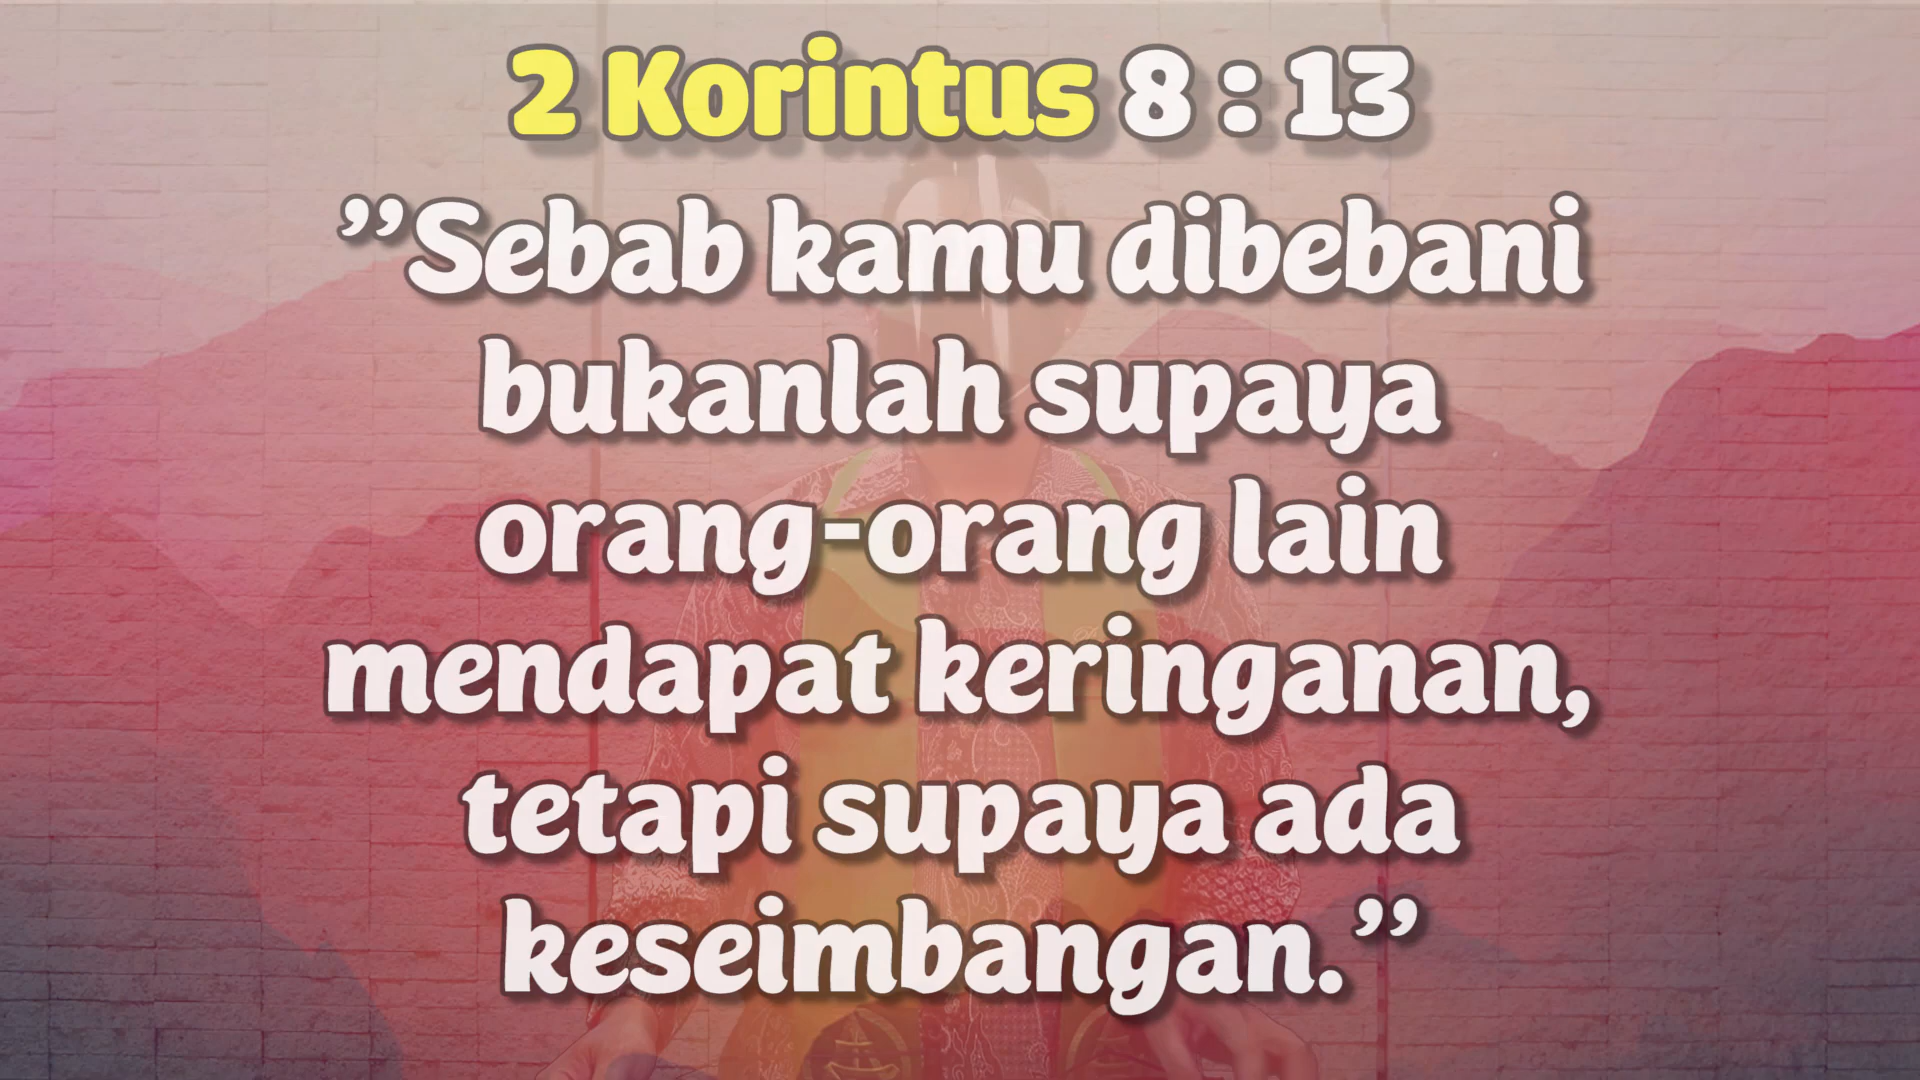 2 Korintus 8 : 13
”Sebab kamu dibebani
bukanlah supaya
orang-orang lain
mendapat keringanan,
tetapi supaya ada
keseimbangan.”